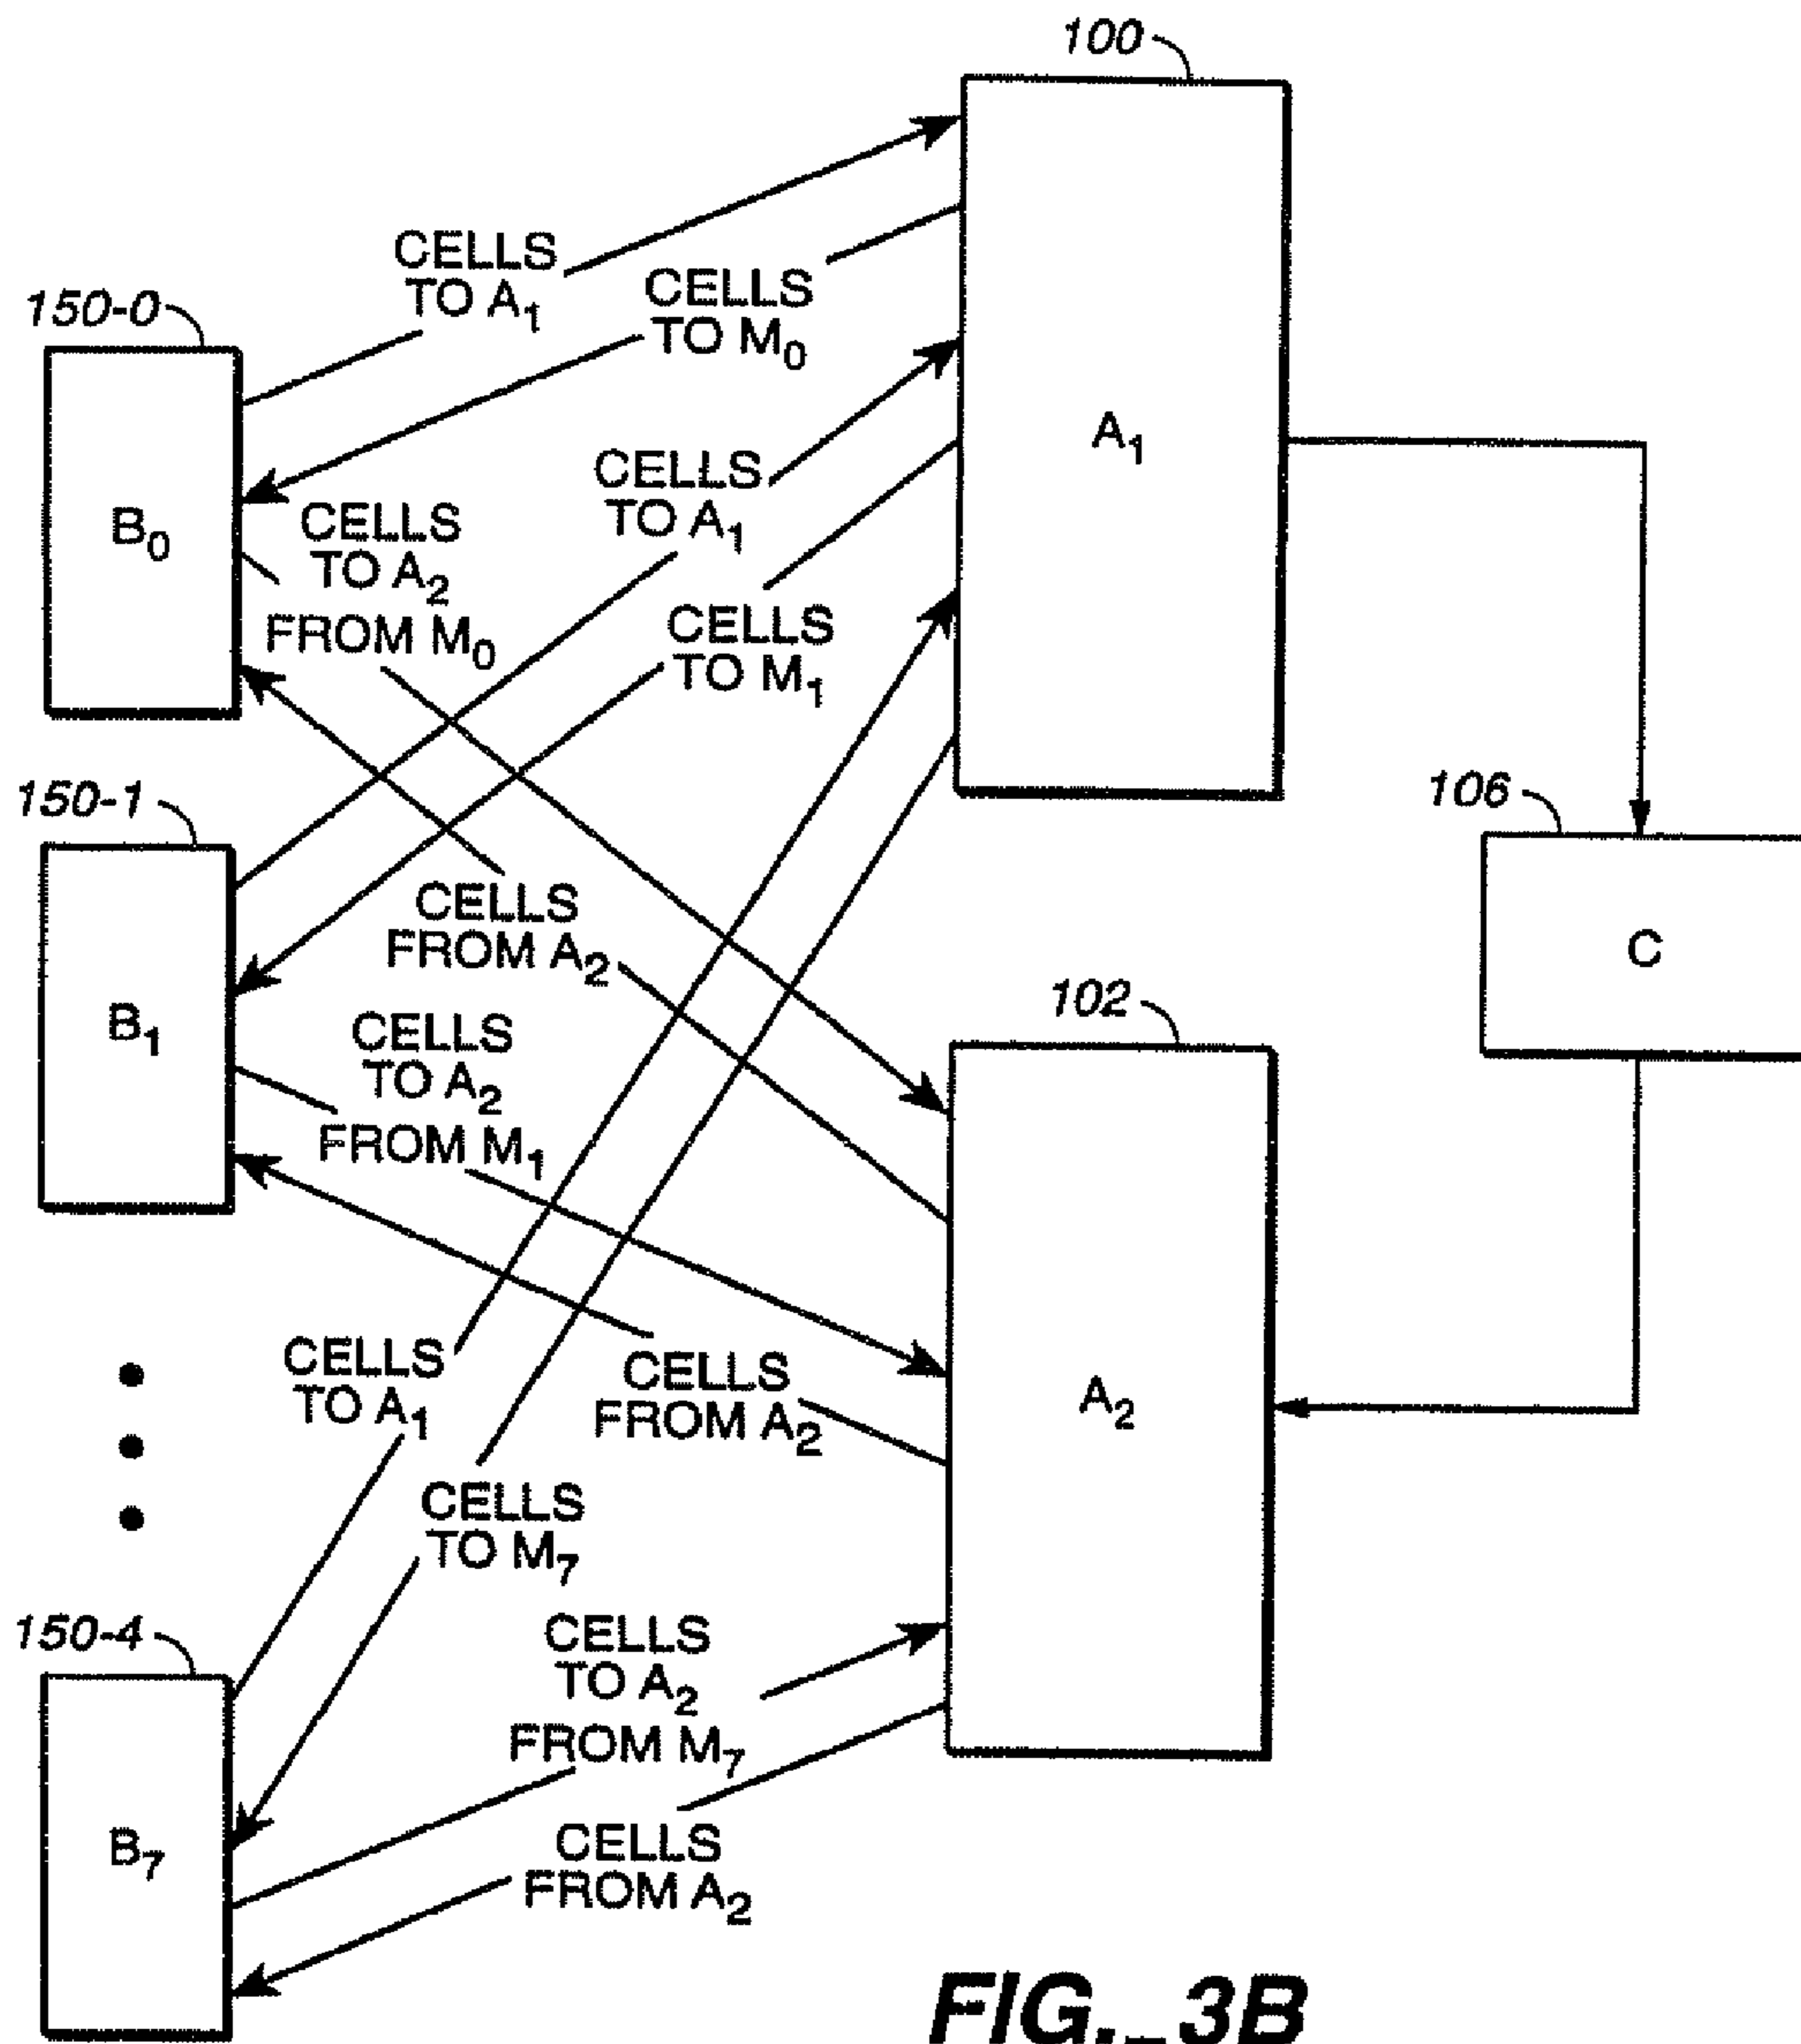 100
CELLS
TO A₁
CELLS
TO M₀
150-0
B₀
A₁
CELLS
TO A₁
CELLS
TO A₂
FROM M₀
CELLS
TO M₁
150-1
106
CELLS
FROM A₂
C
B₁
102
CELLS
TO A₂
FROM M₁
CELLS
TO A₁
CELLS
FROM A₂
A₂
CELLS
TO M₇
150-4
CELLS
TO A₂
FROM M₇
B₇
CELLS
FROM A₂
FIG._3B